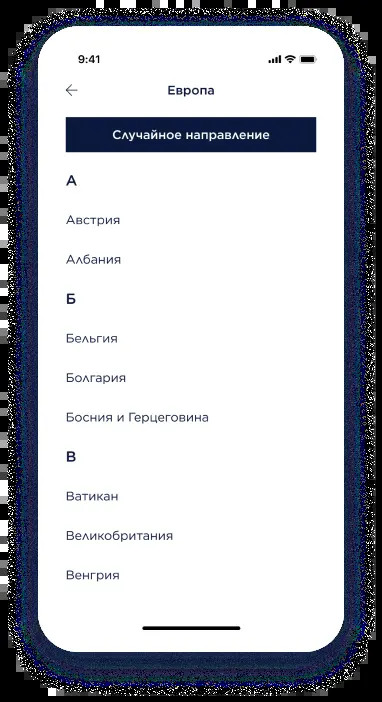 9:41
Европа
Случайное направление
А
Австрия
Албания
Б
Бельгия
Болгария
Босния и Герцеговина
В
Ватикан
Великобритания
Венгрия